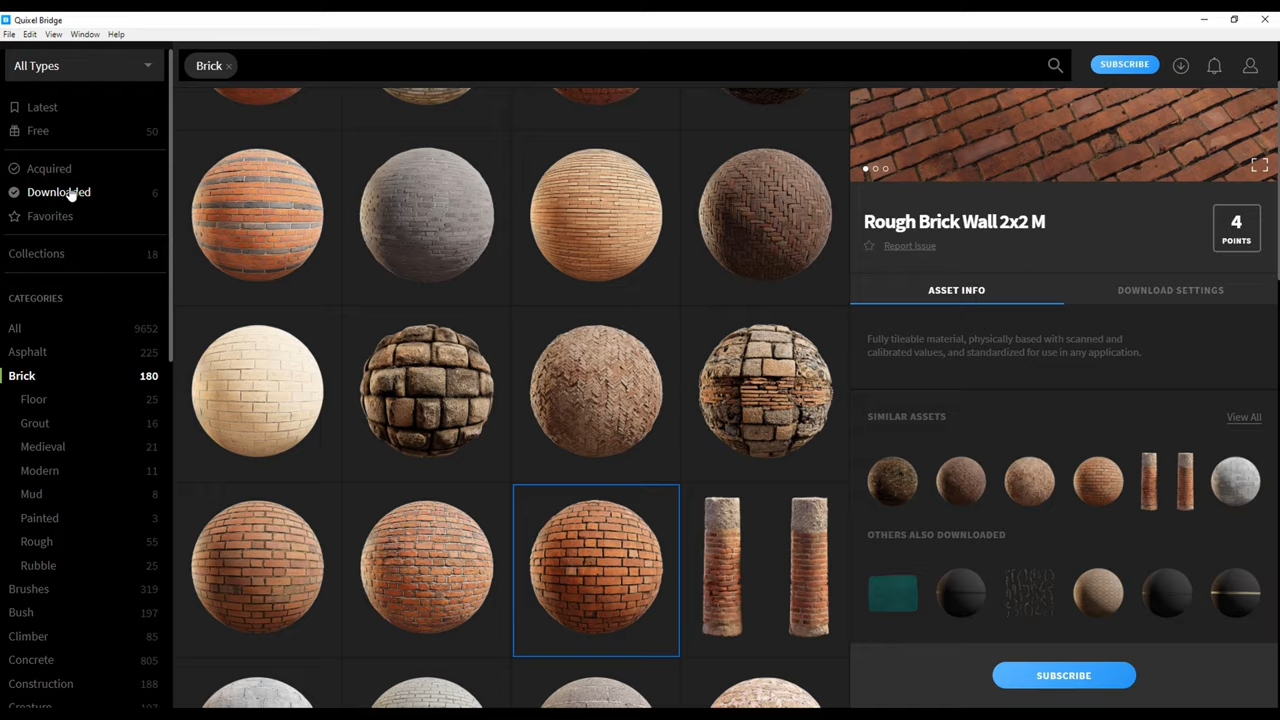 Quixel Bridge
File Edit View Window Help
All Types
Brick ×
SUBSCRIBE
Latest
Free 50
Acquired
Downloaded 6
Favorites
Collections 18
CATEGORIES
All 9652
Asphalt 225
Brick 180
Floor 25
Grout 16
Medieval 21
Modern 11
Mud 8
Painted 3
Rough 55
Rubble 25
Brushes 319
Bush 197
Climber 85
Concrete 805
Construction 188
Creature 107
Rough Brick Wall 2x2 M
Report Issue
4
POINTS
ASSET INFO DOWNLOAD SETTINGS
Fully tileable material, physically based with scanned and
calibrated values, and standardized for use in any application.
SIMILAR ASSETS View All
OTHERS ALSO DOWNLOADED
SUBSCRIBE